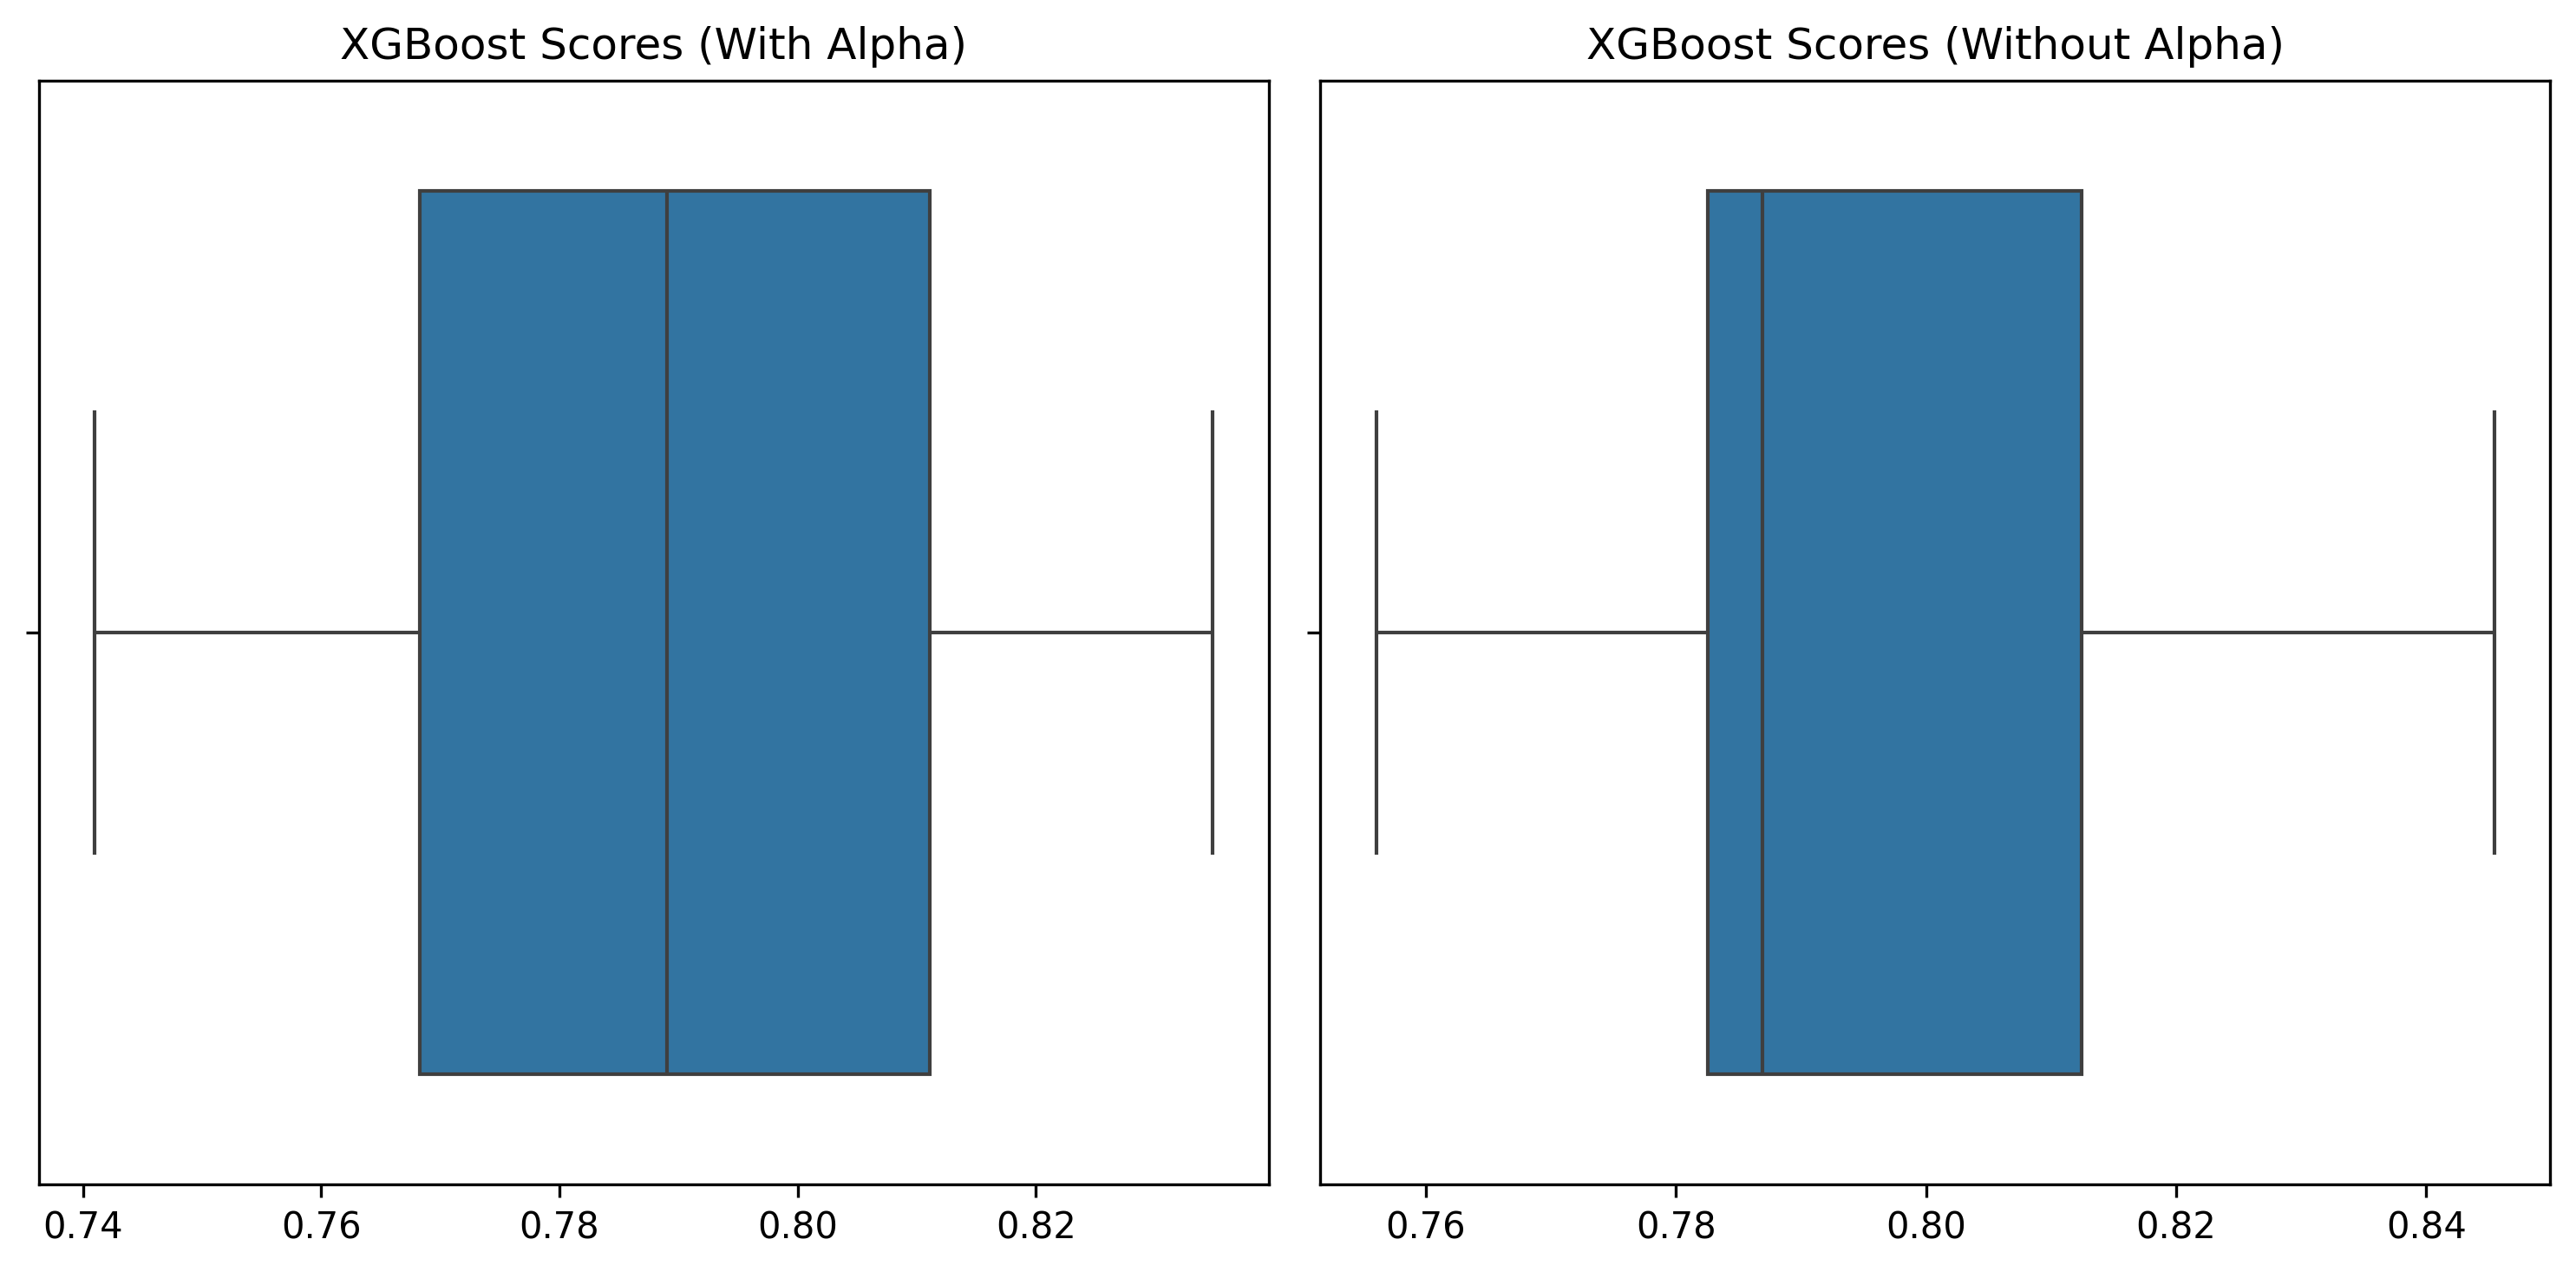 XGBoost Scores (With Alpha)
0.74 0.76 0.78 0.80 0.82
XGBoost Scores (Without Alpha)
0.76 0.78 0.80 0.82 0.84